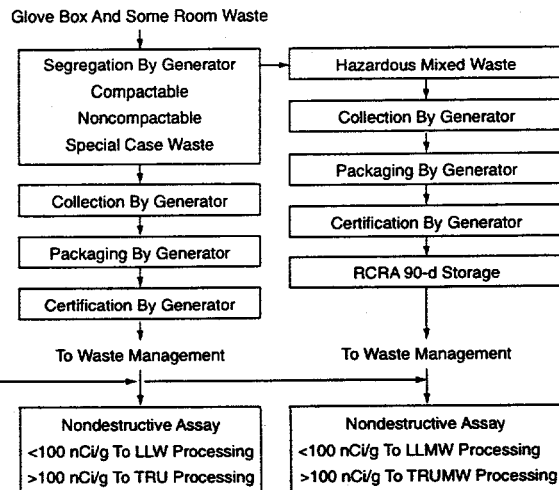 Glove Box And Some Room Waste
Segregation By Generator
Compactable
Noncompactable
Special Case Waste
Collection By Generator
Packaging By Generator
Certification By Generator
To Waste Management
Nondestructive Assay
<100 nCi/g To LLW Processing
>100 nCi/g To TRU Processing
Hazardous Mixed Waste
Collection By Generator
Packaging By Generator
Certification By Generator
RCRA 90-d Storage
To Waste Management
Nondestructive Assay
<100 nCi/g To LLMW Processing
>100 nCi/g To TRUMW Processing